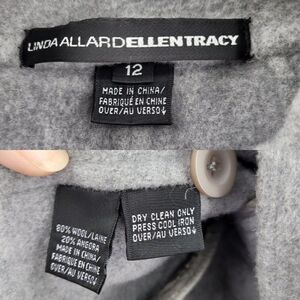 LINDA ALLARD ELLEN TRACY
12
MADE IN CHINA/
FABRIQUÉ EN CHINE
OVER/AU VERSO↓
80% WOOL/LAINE
20% ANGORA
MADE IN CHINA/
FABRIQUÉ EN CHINE
OVER/AU VERSO
DRY CLEAN ONLY
PRESS COOL IRON
OVER/AU VERSO↓